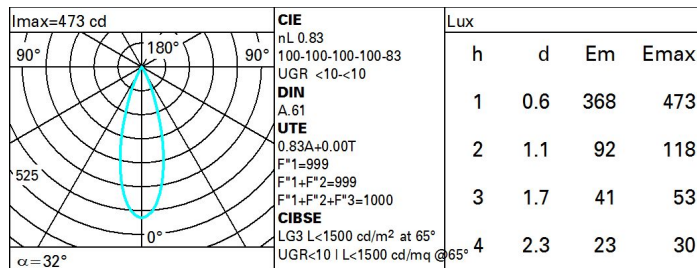 Imax=473 cd
90°
180°
90°
525
0°
α=32°
CIE
nL 0.83
100-100-100-100-83
UGR <10-<10
DIN
A.61
UTE
0.83A+0.00T
F"1=999
F"1+F"2=999
F"1+F"2+F"3=1000
CIBSE
LG3 L<1500 cd/m² at 65°
UGR<10 | L<1500 cd/mq @65°
Lux
h d Em Emax
1 0.6 368 473
2 1.1 92 118
3 1.7 41 53
4 2.3 23 30